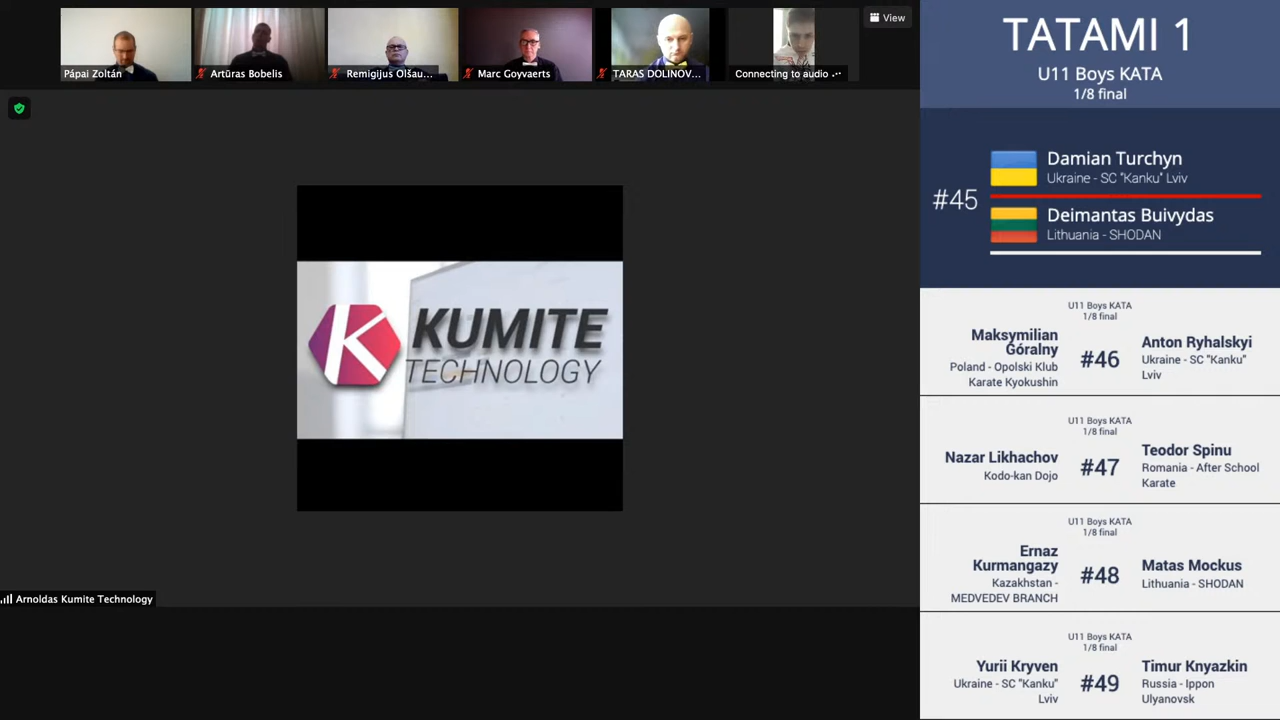 Pápai Zoltán
Artūras Bobelis
Remigijus Olšau...
Marc Goyvaerts
TARAS DOLINOV...
Connecting to audio ...
View
KUMITE
TECHNOLOGY
Arnoldas Kumite Technology
TATAMI 1
U11 Boys KATA
1/8 final
#45
Damian Turchyn
Ukraine - SC "Kanku" Lviv
Deimantas Buivydas
Lithuania - SHODAN
U11 Boys KATA
1/8 final
Maksymilian
Góralny
Poland - Opolski Klub
Karate Kyokushin
#46
Anton Ryhalskyi
Ukraine - SC "Kanku"
Lviv
U11 Boys KATA
1/8 final
Nazar Likhachov
Kodo-kan Dojo
#47
Teodor Spinu
Romania - After School
Karate
U11 Boys KATA
1/8 final
Ernaz
Kurmangazy
Kazakhstan -
MEDVEDEV BRANCH
#48
Matas Mockus
Lithuania - SHODAN
U11 Boys KATA
1/8 final
Yurii Kryven
Ukraine - SC "Kanku"
Lviv
#49
Timur Knyazkin
Russia - Ippon
Ulyanovsk